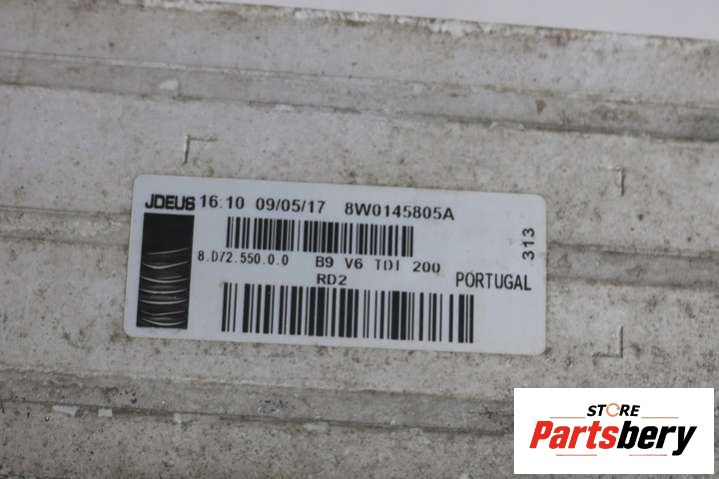 JDEUS 16:10 09/05/17 8W0145805A
313
8.D72.550.0.0 B9 V6 TDI 200
RD2
PORTUGAL
STORE
Partsbery